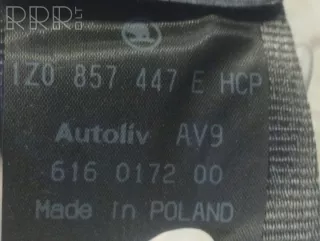 RRR
1Z0 857 447 E HCP
Autoliv AV9
616 0172 00
Made in POLAND